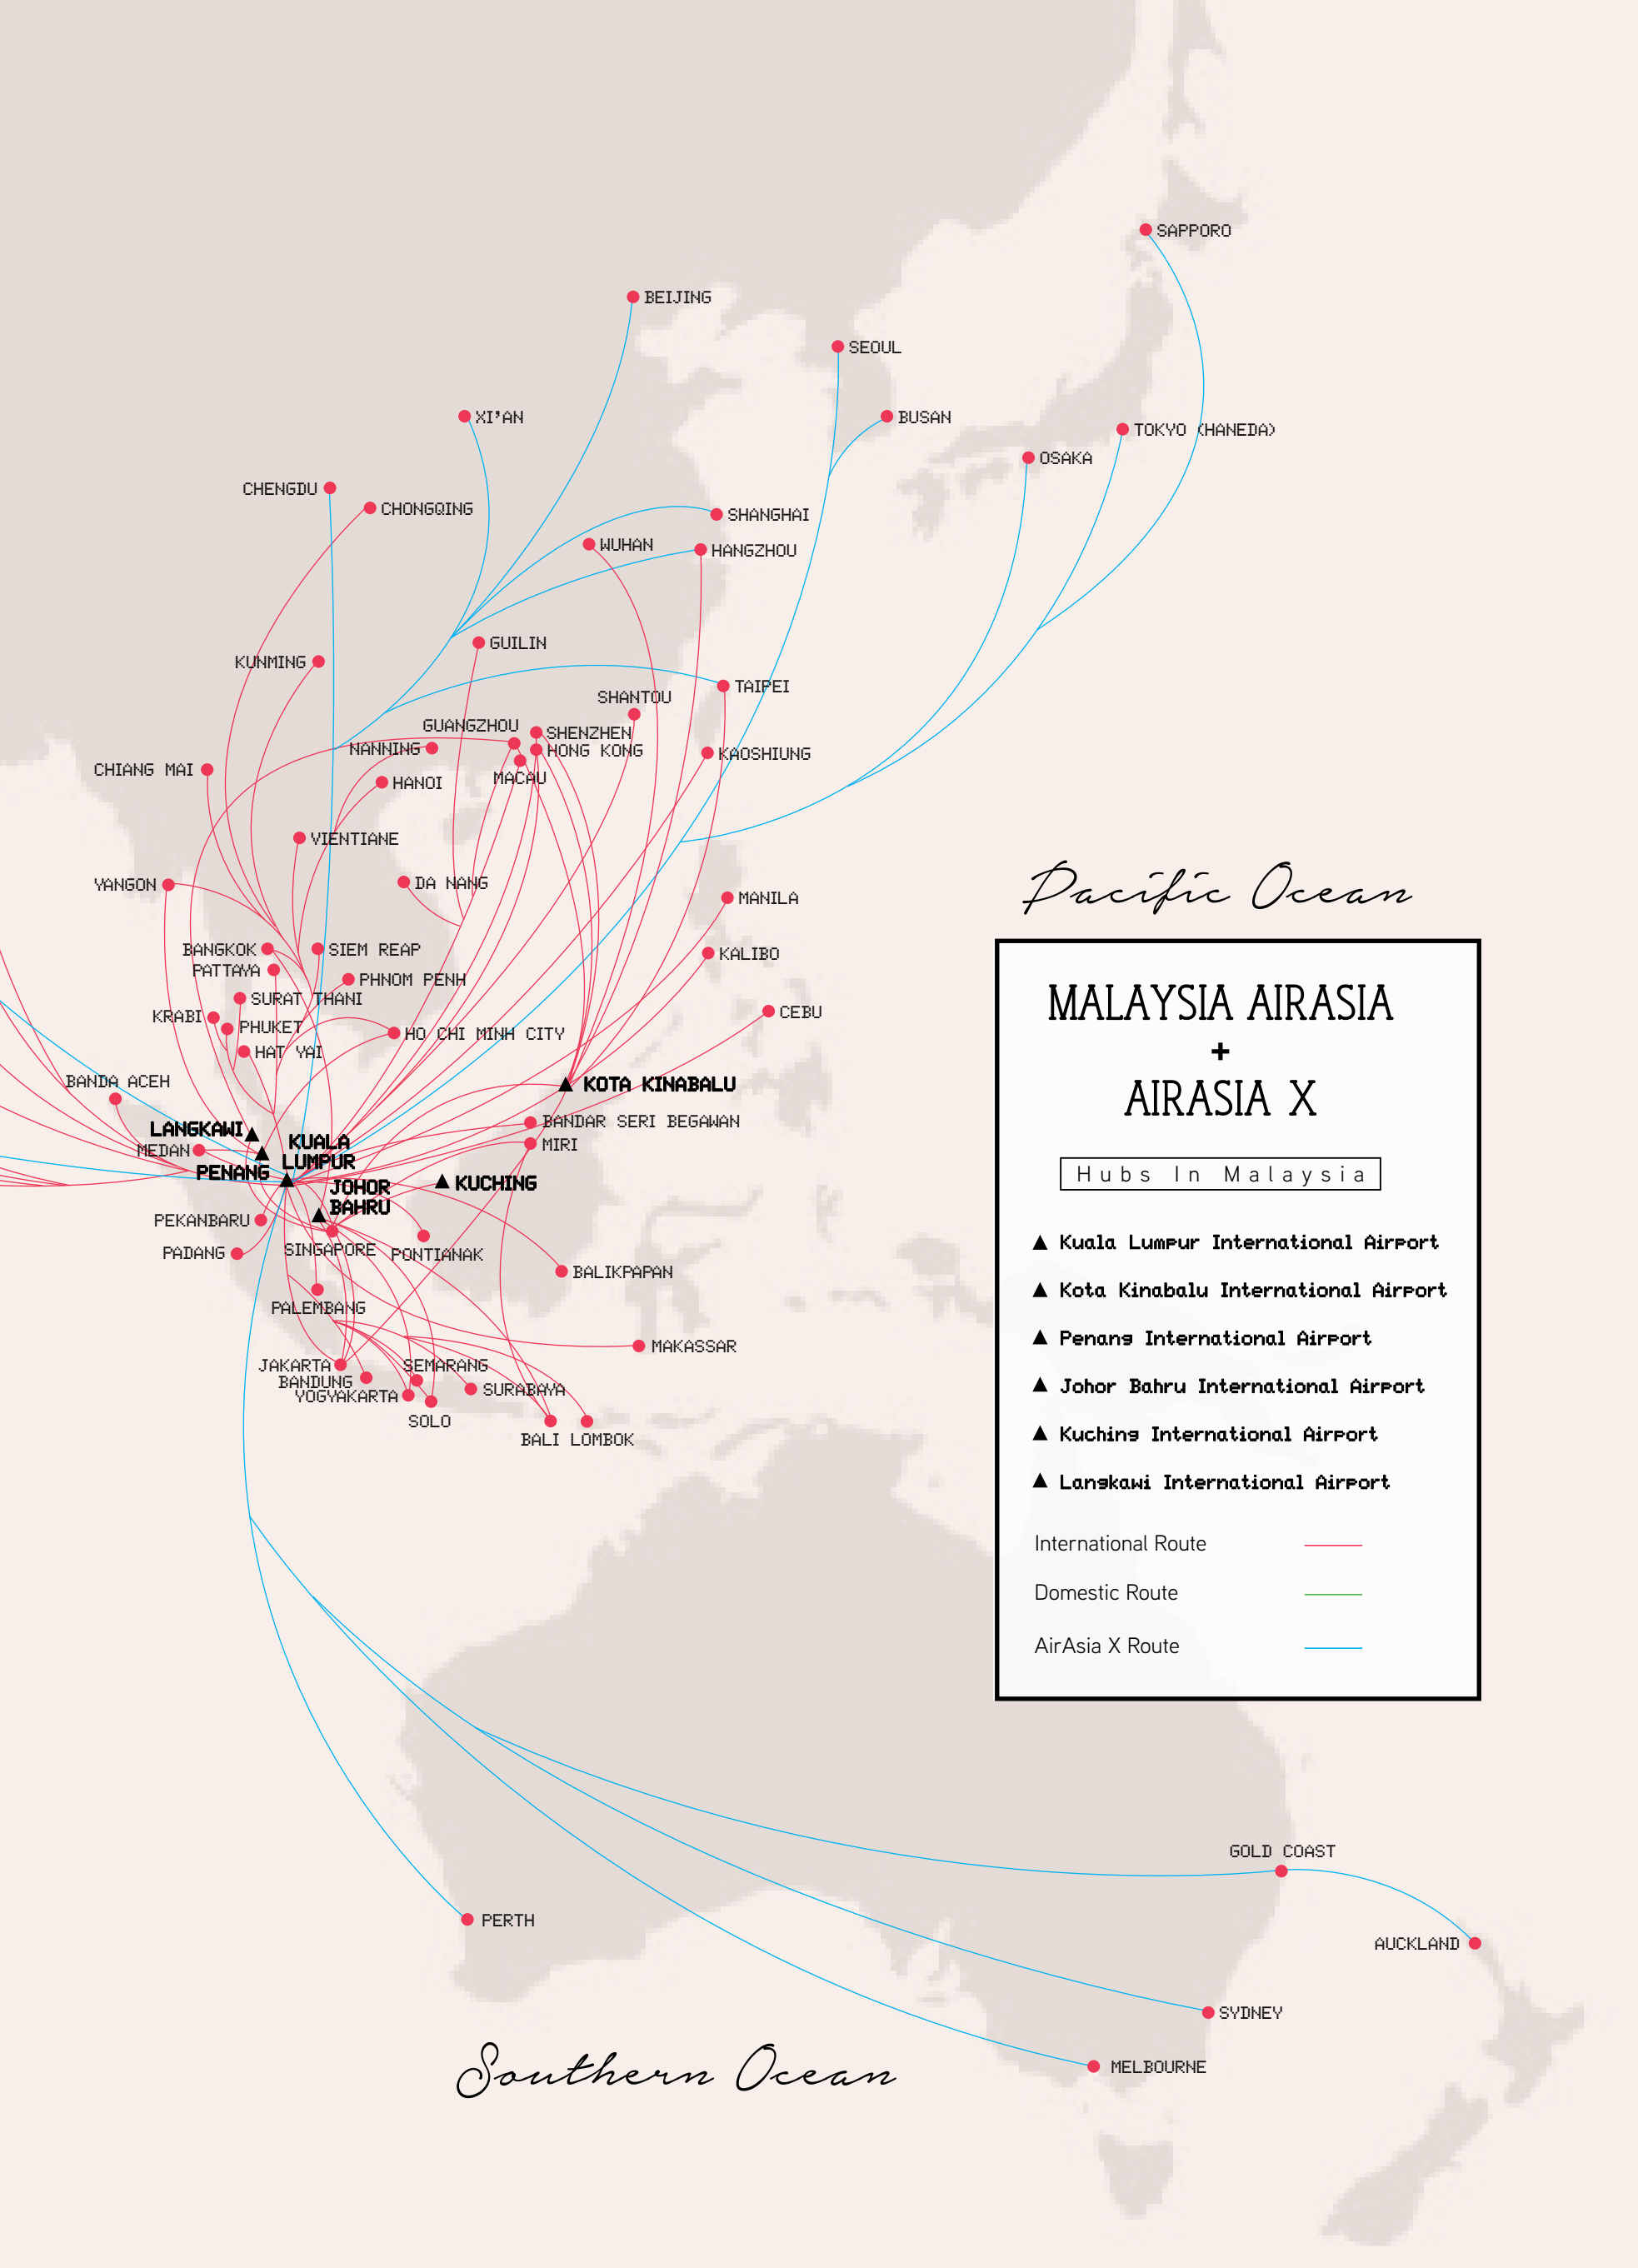 SAPPORO
BEIJING
SEOUL
XI'AN
BUSAN
TOKYO (HANEDA)
OSAKA
CHENGDU
CHONGQING
SHANGHAI
WUHAN
HANGZHOU
GUILIN
KUNMING
TAIPEI
SHANTOU
GUANGZHOU
SHENZHEN
NANNING
HONG KONG
KAOSHIUNG
CHIANG MAI
MACAU
HANOI
VIENTIANE
YANGON
DA NANG
MANILA
BANGKOK
SIEM REAP
KALIBO
PATTAYA
PHNOM PENH
SURAT THANI
KRABI
PHUKET
CEBU
HO CHI MINH CITY
HAT YAI
BANDA ACEH
KOTA KINABALU
BANDAR SERI BEGAWAN
LANGKAWI
KUALA
LUMPUR
MIRI
MEDAN
PENANG
JOHOR
BAHRU
KUCHING
PEKANBARU
PADANG
SINGAPORE
PONTIANAK
BALIKPAPAN
PALEMBANG
MAKASSAR
JAKARTA
SEMARANG
BANDUNG
SURABAYA
YOGYAKARTA
SOLO
BALI
LOMBOK
Pacific Ocean
MALAYSIA AIRASIA
+
AIRASIA X
Hubs In Malaysia
Kuala Lumpur International Airport
Kota Kinabalu International Airport
Penang International Airport
Johor Bahru International Airport
Kuching International Airport
Langkawi International Airport
International Route
Domestic Route
AirAsia X Route
GOLD COAST
PERTH
AUCKLAND
SYDNEY
MELBOURNE
Southern Ocean